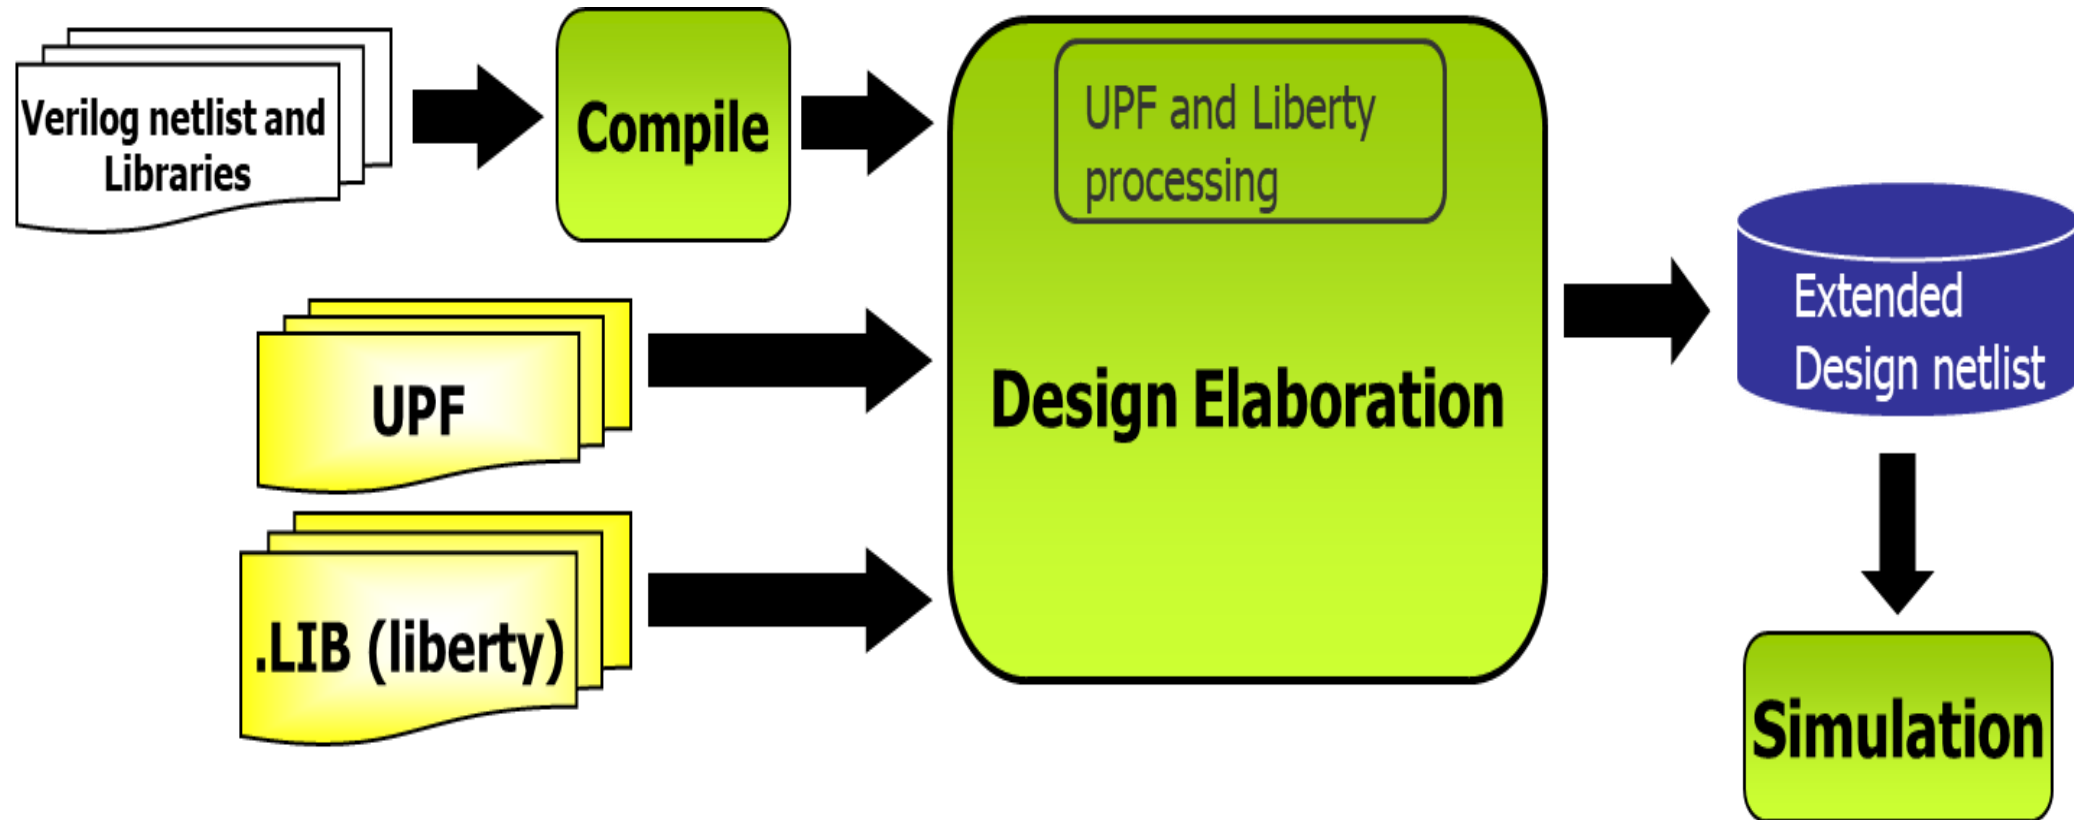 Verilog netlist and
Libraries
Compile
UPF and Liberty
processing
Extended
Design netlist
UPF
Design Elaboration
.LIB (liberty)
Simulation